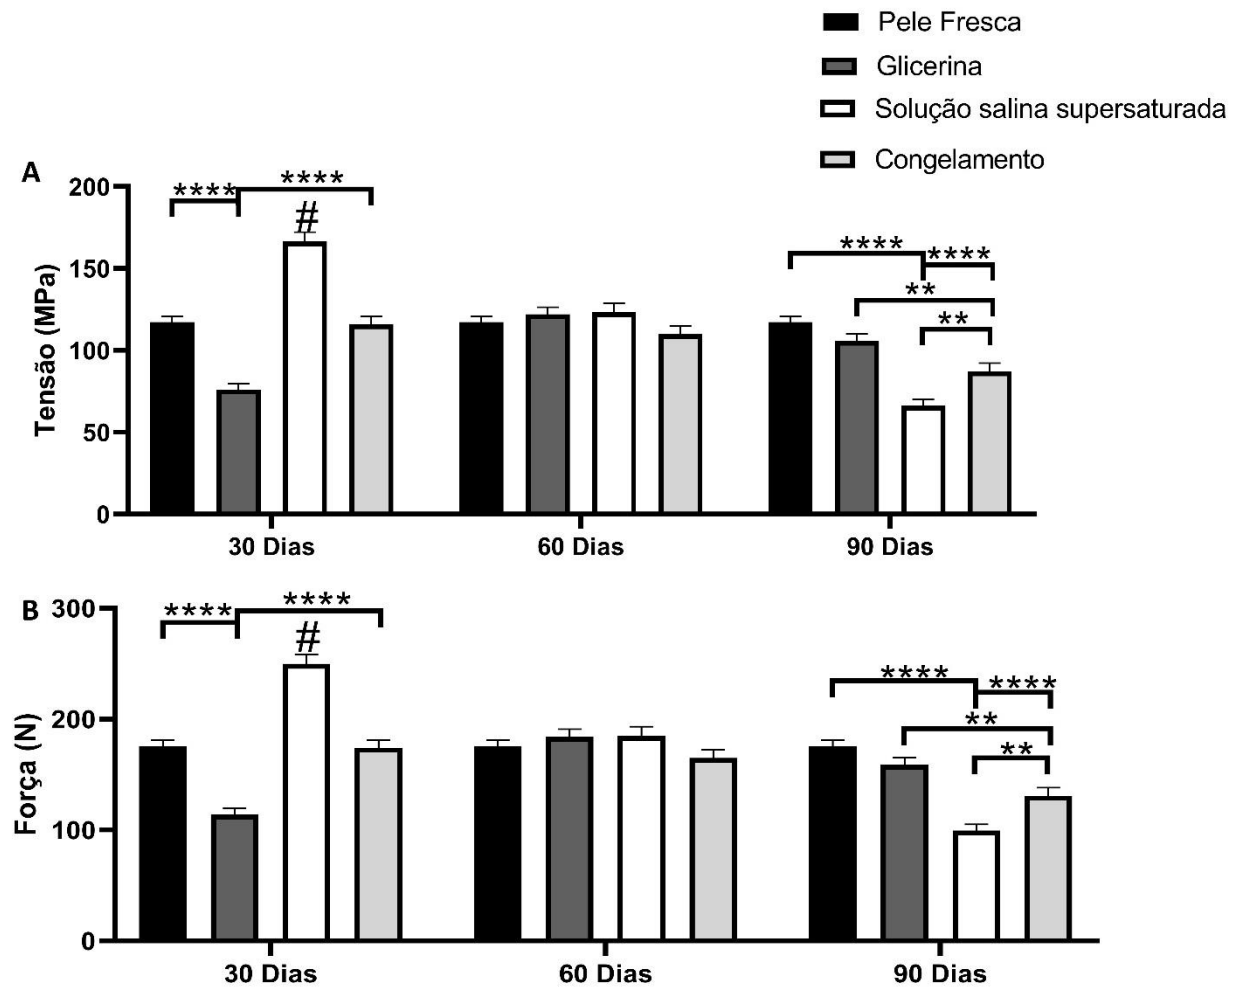 Pele Fresca
Glicerina
Solução salina supersaturada
Congelamento
A
Tensão (MPa)
200
150
100
50
0
****
****
#
****
****
**
**
30 Dias
60 Dias
90 Dias
B
Força (N)
300
200
100
0
****
****
#
****
****
**
**
30 Dias
60 Dias
90 Dias